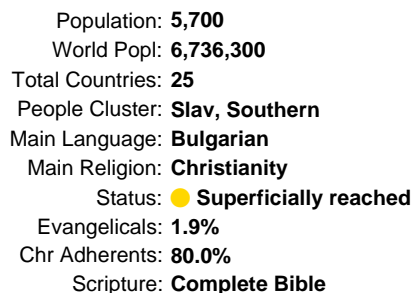 Population: 5,700
World Popl: 6,736,300
Total Countries: 25
People Cluster: Slav, Southern
Main Language: Bulgarian
Main Religion: Christianity
Status: Superficially reached
Evangelicals: 1.9%
Chr Adherents: 80.0%
Scripture: Complete Bible